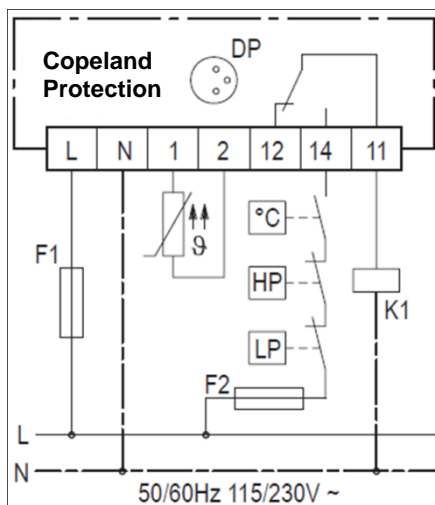 Copeland
Protection
DP
L N 1 2 12 14 11
°C
ϑ
F1
HP
K1
LP
F2
L
N
50/60Hz 115/230V ~